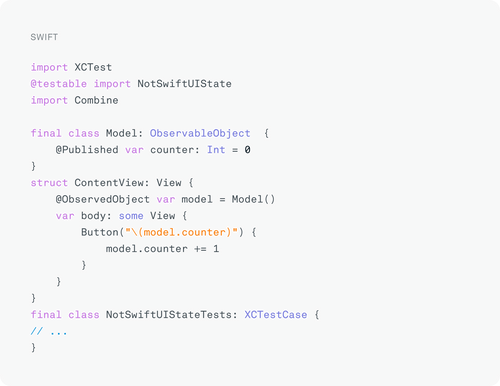 SWIFT
import XCTest
@testable import NotSwiftUIState
import Combine
final class Model: ObservableObject  {
    @Published var counter: Int = 0
}
struct ContentView: View {
    @ObservedObject var model = Model()
    var body: some View {
        Button("\(model.counter)") {
            model.counter += 1
        }
    }
}
final class NotSwiftUIStateTests: XCTestCase {
// ...
}